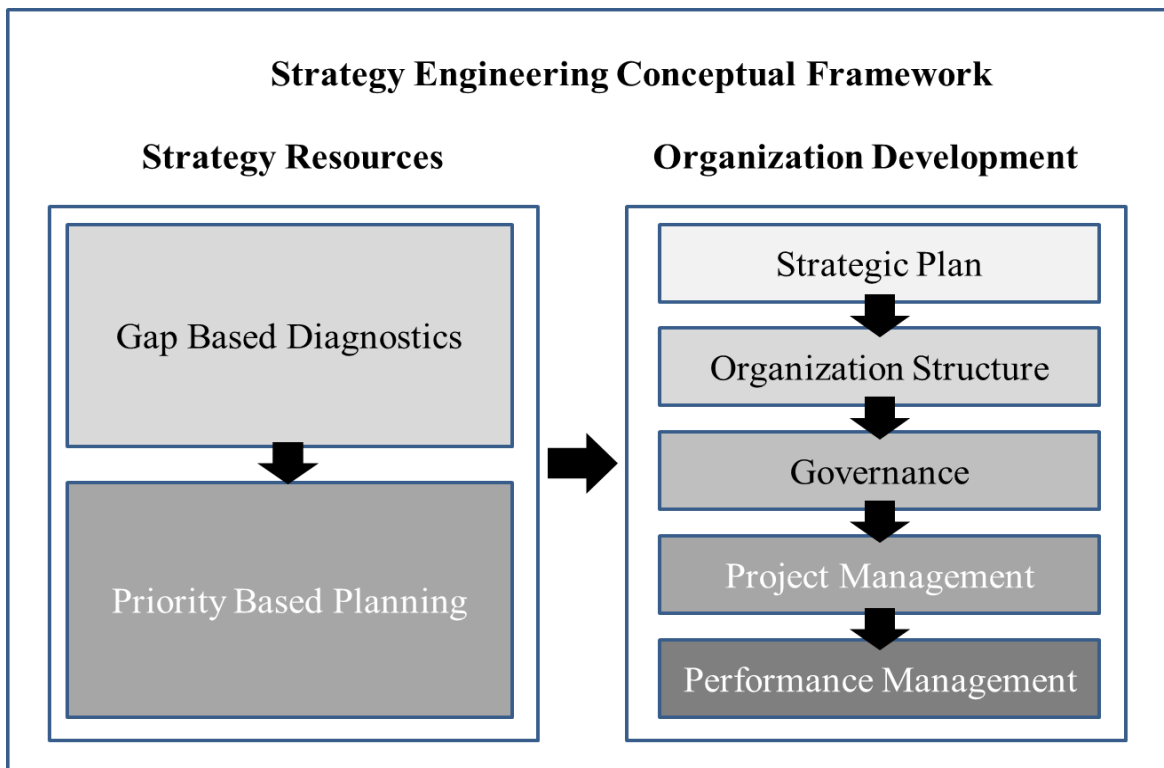 Strategy Engineering Conceptual Framework
Strategy Resources
Gap Based Diagnostics
Priority Based Planning
Organization Development
Strategic Plan
Organization Structure
Governance
Project Management
Performance Management